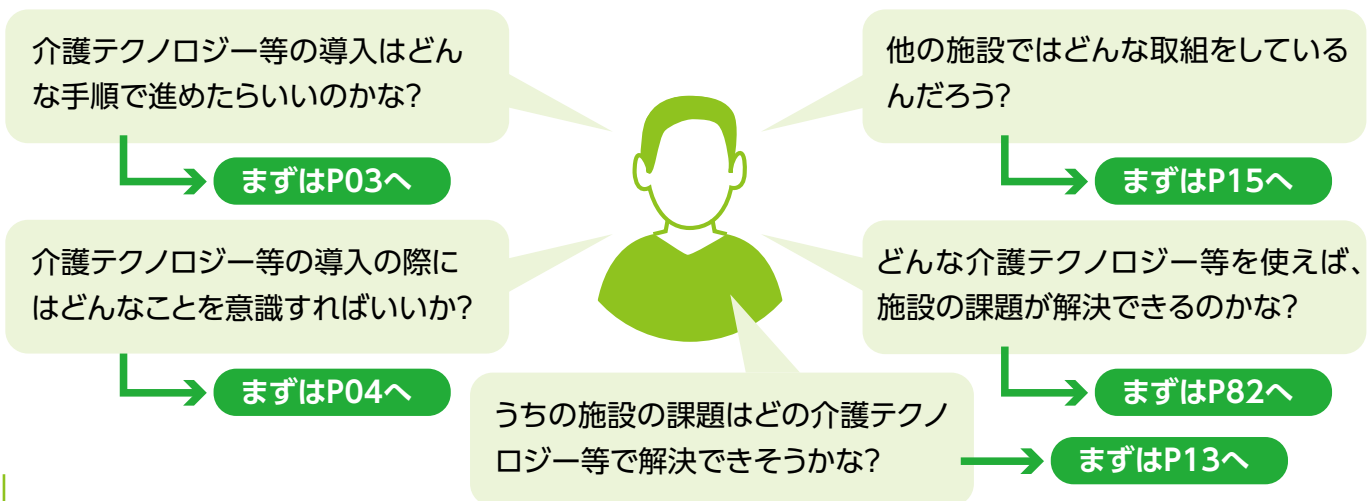 介護テクノロジー等の導入はどん
な手順で進めたらいいのかな?
まずはP03へ
介護テクノロジー等の導入の際に
はどんなことを意識すればいいか?
まずはP04へ
他の施設ではどんな取組をしている
んだろう?
まずはP15へ
どんな介護テクノロジー等を使えば、
施設の課題が解決できるのかな?
まずはP82へ
うちの施設の課題はどの介護テクノ
ロジー等で解決できそうかな?
まずはP13へ